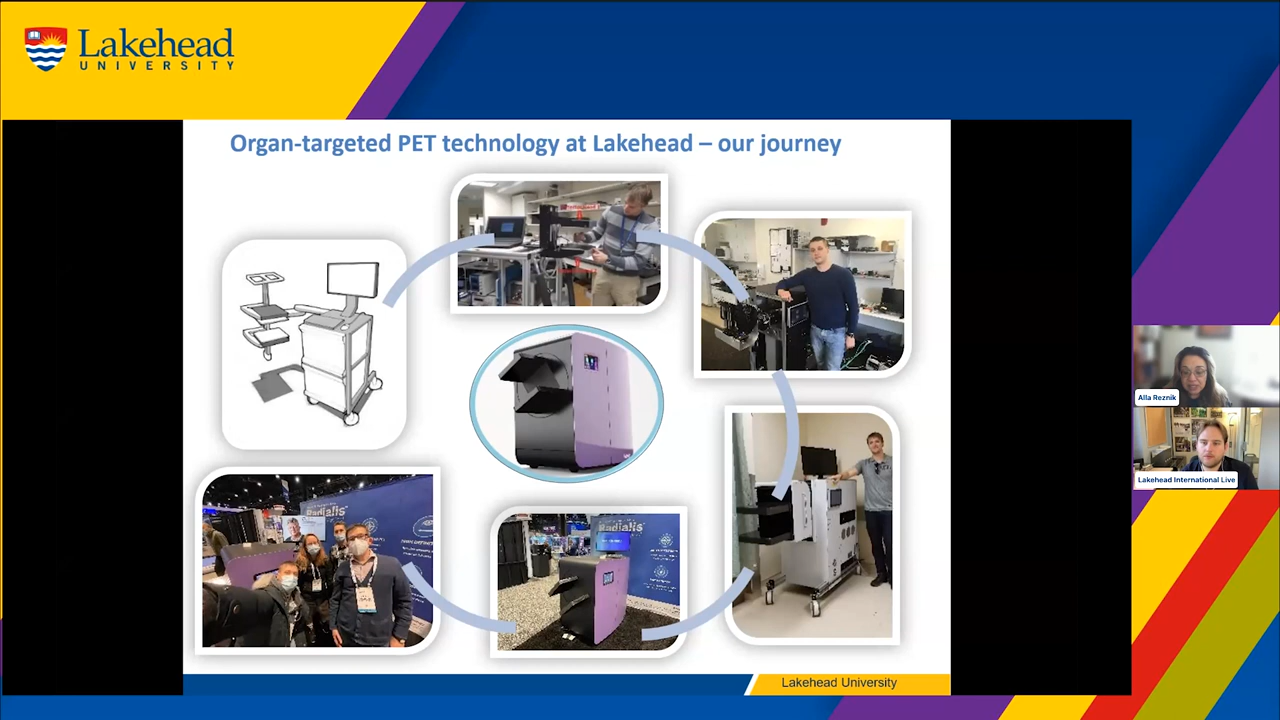 Lakehead
UNIVERSITY
Organ-targeted PET technology at Lakehead – our journey
Radialis
Radialis
Alla Reznik
Lakehead International Live
Lakehead University